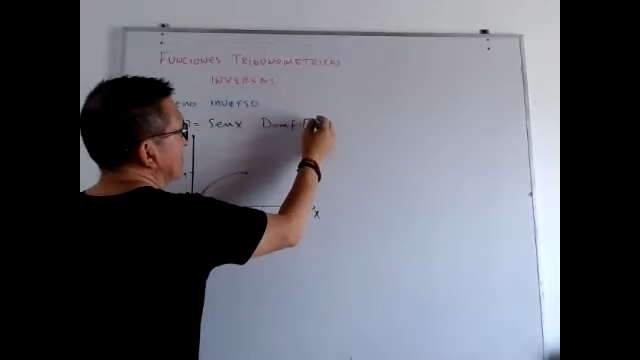 FUNCIONES TRIGONOMETRICAS
INVERSAS
eno INVERSO
)= Senx Domf=[
x